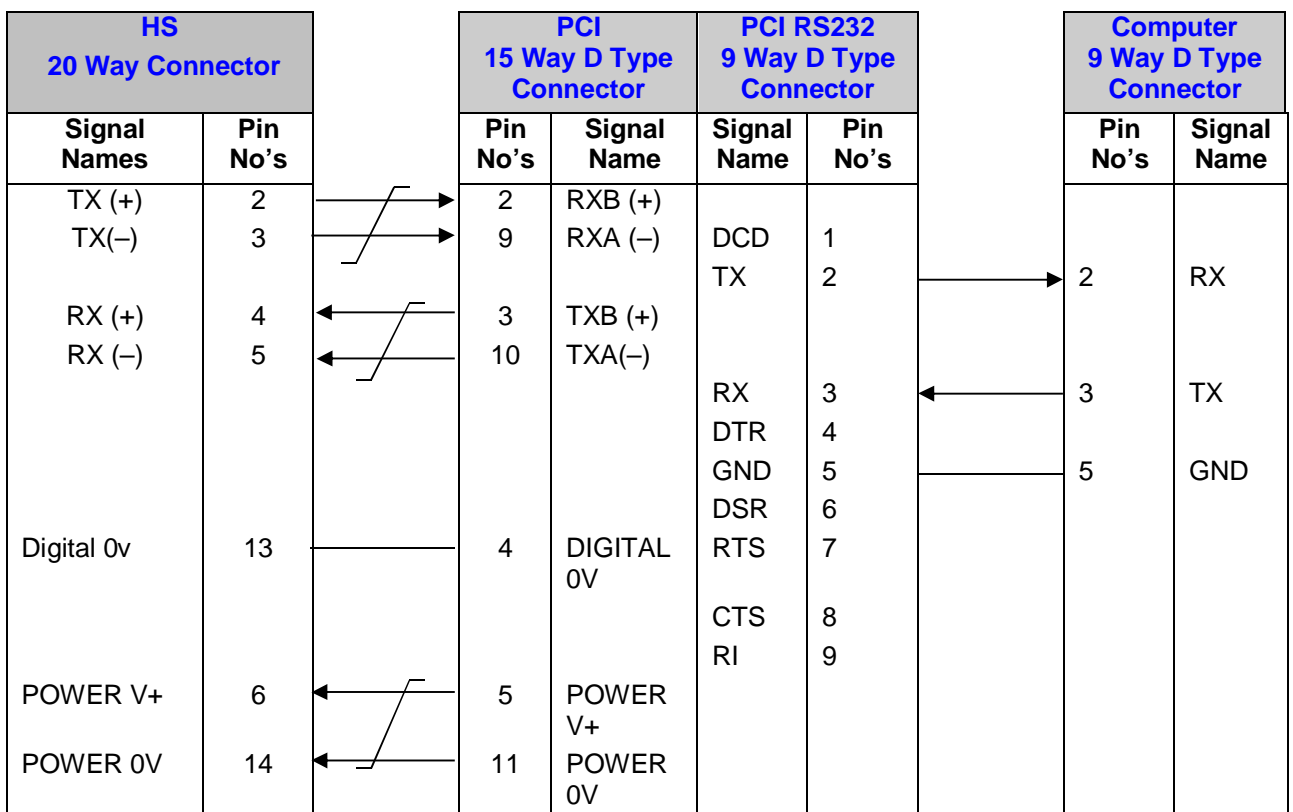 HS
20 Way Connector
PCI
15 Way D Type
Connector
PCI RS232
9 Way D Type
Connector
Computer
9 Way D Type
Connector
Signal
Names
Pin
No’s
Pin
No’s
Signal
Name
Signal
Name
Pin
No’s
Pin
No’s
Signal
Name
TX (+) 2 2 RXB (+)
TX(–) 3 9 RXA (–) DCD 1
TX 2 2 RX
RX (+) 4 3 TXB (+)
RX (–) 5 10 TXA(–)
RX 3 3 TX
DTR 4
GND 5 5 GND
DSR 6
Digital 0v 13 4 DIGITAL
0V
RTS 7
CTS 8
RI 9
POWER V+ 6 5 POWER
V+
POWER 0V 14 11 POWER
0V